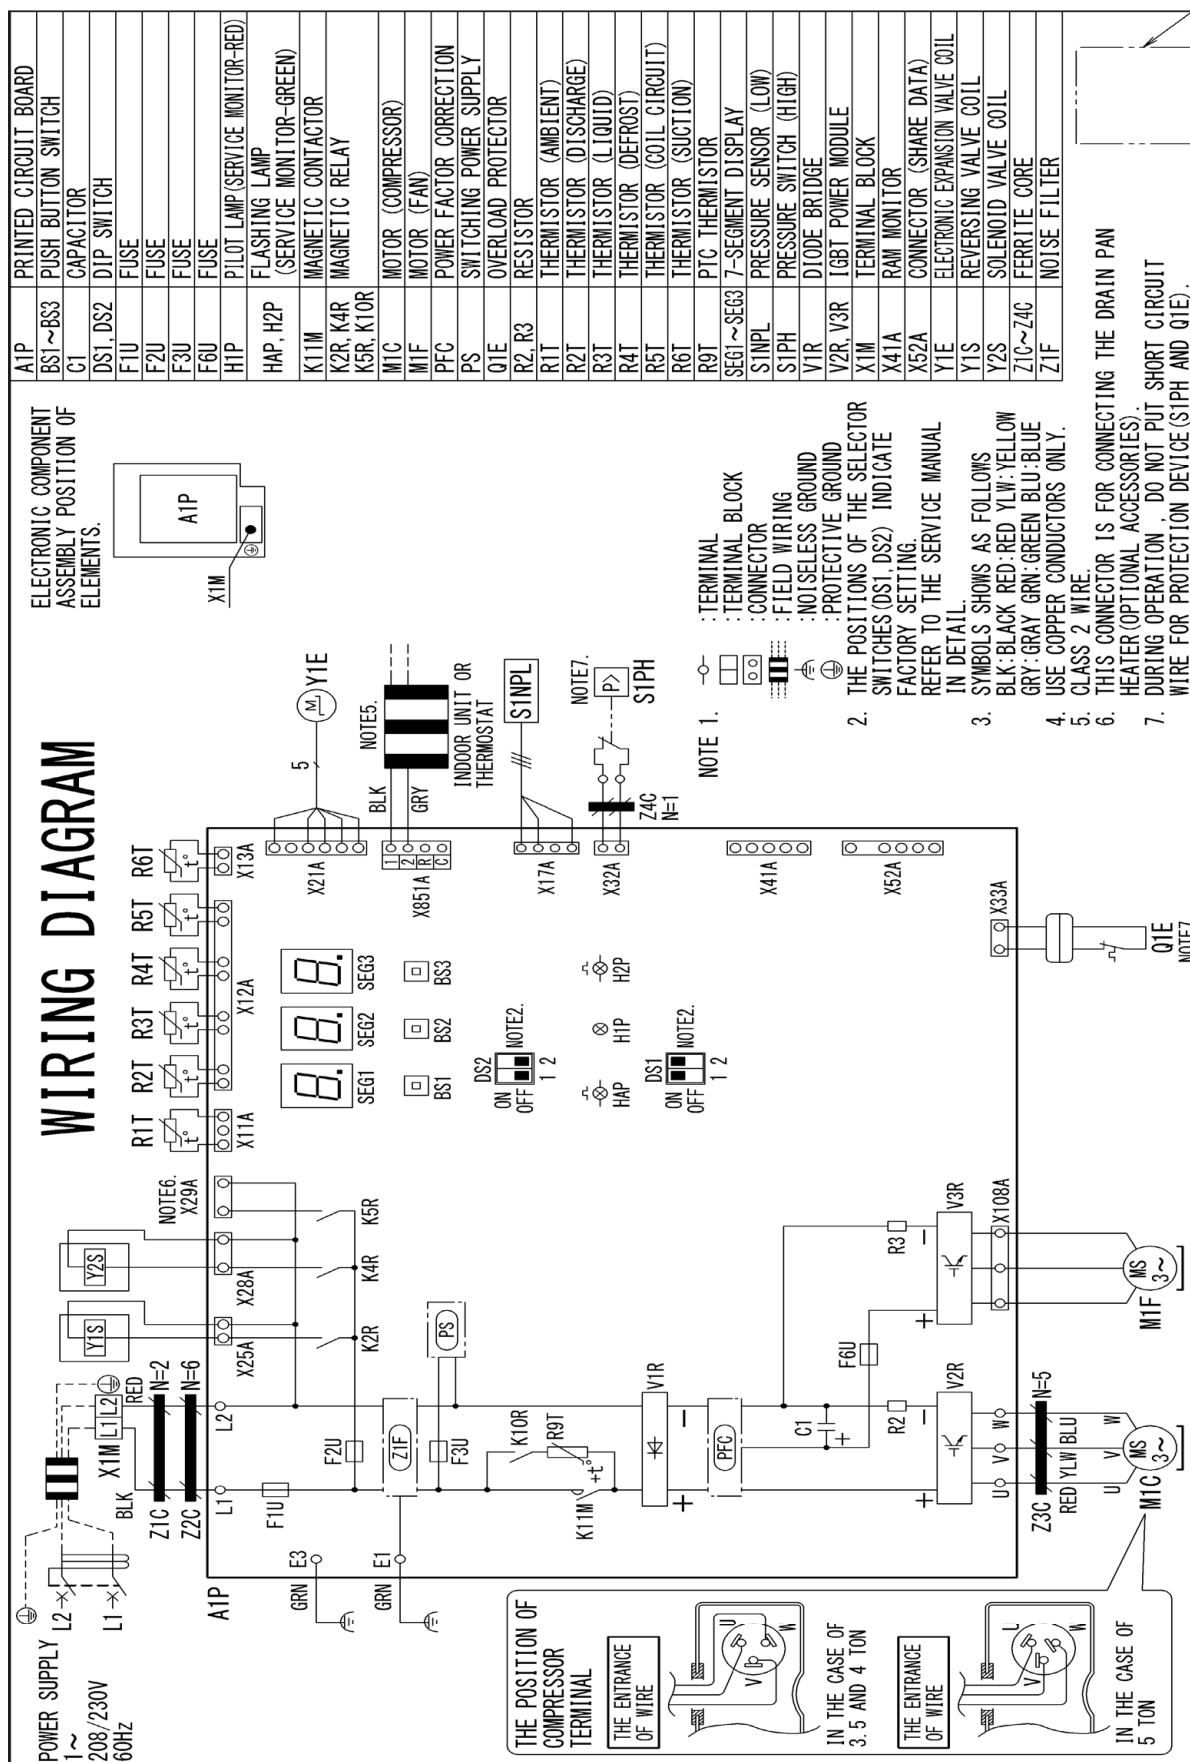 WIRING DIAGRAM
POWER SUPPLY
1~
208/230V
60Hz
L2
L1
X1M
L1 L2
BLK
RED
Z1C
N=2
Z2C
N=6
L1
L2
Y1S
Y2S
X25A
X28A
NOTE6.
X29A
R1T
R2T
R3T
R4T
R5T
R6T
t°
t°
t°
t°
t°
t°
X11A
X12A
X13A
A1P
F1U
K2R
K4R
K5R
GRN
E3
GRN
E1
F2U
Z1F
F3U
PS
K10R
R9T
+t°
K11M
V1R
+
−
PFC
C1
+
R2
F6U
R3
+
−
V2R
+
−
V3R
X108A
U
V
W
Z3C
N=5
RED
YLW
BLU
U
V
W
MS
3~
M1C
MS
3~
M1F
SEG1
SEG2
SEG3
BS1
BS2
BS3
DS2
ON
OFF
1 2
NOTE2.
HAP
H1P
H2P
DS1
ON
OFF
1 2
NOTE2.
X33A
Q1E
NOTE7
X21A
5
M
Y1E
X851A
1
2
R
C
BLK
GRY
NOTE5.
INDOOR UNIT OR
THERMOSTAT
X17A
S1NPL
X32A
Z4C
N=1
NOTE7.
P>
S1PH
X41A
X52A
THE POSITION OF
COMPRESSOR
TERMINAL
THE ENTRANCE
OF WIRE
U
V
W
IN THE CASE OF
3.5 AND 4 TON
THE ENTRANCE
OF WIRE
V
W
IN THE CASE OF
5 TON
ELECTRONIC COMPONENT
ASSEMBLY POSITION OF
ELEMENTS.
A1P
X1M
NOTE 1.
:TERMINAL
:TERMINAL BLOCK
:CONNECTOR
:FIELD WIRING
:NOISELESS GROUND
:PROTECTIVE GROUND
2. THE POSITIONS OF THE SELECTOR
SWITCHES(DS1,DS2) INDICATE
FACTORY SETTING.
REFER TO THE SERVICE MANUAL
IN DETAIL.
3. SYMBOLS SHOWS AS FOLLOWS
BLK:BLACK RED:RED YLW:YELLOW
GRY:GRAY GRN:GREEN BLU:BLUE
4. USE COPPER CONDUCTORS ONLY.
5. CLASS 2 WIRE.
6. THIS CONNECTOR IS FOR CONNECTING THE DRAIN PAN
HEATER(OPTIONAL ACCESSORIES).
7. DURING OPERATION , DO NOT PUT SHORT CIRCUIT
WIRE FOR PROTECTION DEVICE(S1PH AND Q1E).
A1P PRINTED CIRCUIT BOARD
BS1~BS3 PUSH BUTTON SWITCH
C1 CAPACITOR
DS1, DS2 DIP SWITCH
F1U FUSE
F2U FUSE
F3U FUSE
F6U FUSE
H1P PILOT LAMP(SERVICE MONITOR-RED)
HAP, H2P FLASHING LAMP
(SERVICE MONITOR-GREEN)
K11M MAGNETIC CONTACTOR
K2R, K4R MAGNETIC RELAY
K5R, K10R
M1C MOTOR (COMPRESSOR)
M1F MOTOR (FAN)
PFC POWER FACTOR CORRECTION
PS SWITCHING POWER SUPPLY
Q1E OVERLOAD PROTECTOR
R2, R3 RESISTOR
R1T THERMISTOR (AMBIENT)
R2T THERMISTOR (DISCHARGE)
R3T THERMISTOR (LIQUID)
R4T THERMISTOR (DEFROST)
R5T THERMISTOR (COIL CIRCUIT)
R6T THERMISTOR (SUCTION)
R9T PTC THERMISTOR
SEG1~SEG3 7-SEGMENT DISPLAY
S1NPL PRESSURE SENSOR (LOW)
S1PH PRESSURE SWITCH (HIGH)
V1R DIODE BRIDGE
V2R, V3R IGBT POWER MODULE
X1M TERMINAL BLOCK
X41A RAM MONITOR
X52A CONNECTOR (SHARE DATA)
Y1E ELECTRONIC EXPANSION VALVE COIL
Y1S REVERSING VALVE COIL
Y2S SOLENOID VALVE COIL
Z1C~Z4C FERRITE CORE
Z1F NOISE FILTER